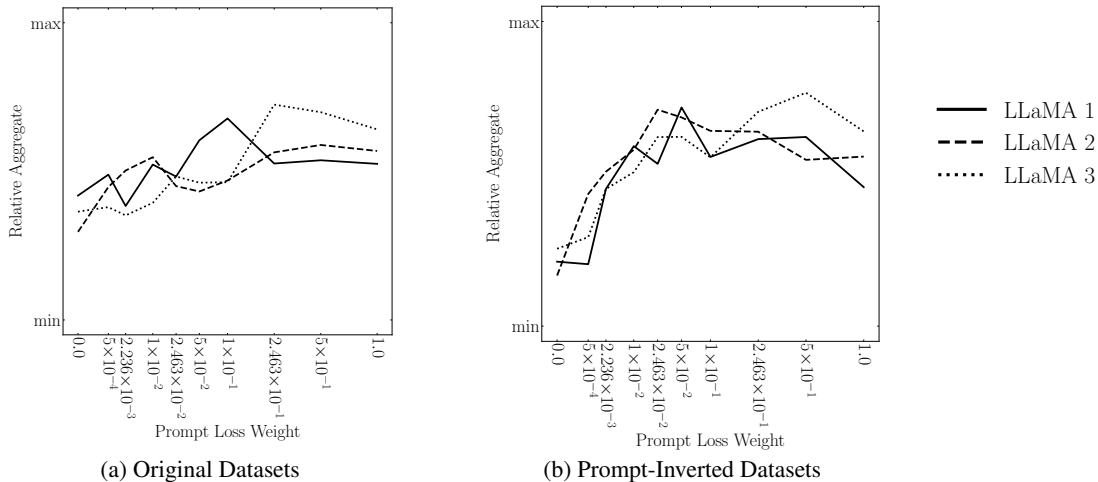 max
Relative Aggregate
min
0.0
5×10⁻⁴
2.236×10⁻³
1×10⁻²
2.463×10⁻²
5×10⁻²
1×10⁻¹
2.463×10⁻¹
5×10⁻¹
1.0
Prompt Loss Weight
(a) Original Datasets
max
Relative Aggregate
min
0.0
5×10⁻⁴
2.236×10⁻³
1×10⁻²
2.463×10⁻²
5×10⁻²
1×10⁻¹
2.463×10⁻¹
5×10⁻¹
1.0
Prompt Loss Weight
(b) Prompt-Inverted Datasets
LLaMA 1
LLaMA 2
LLaMA 3